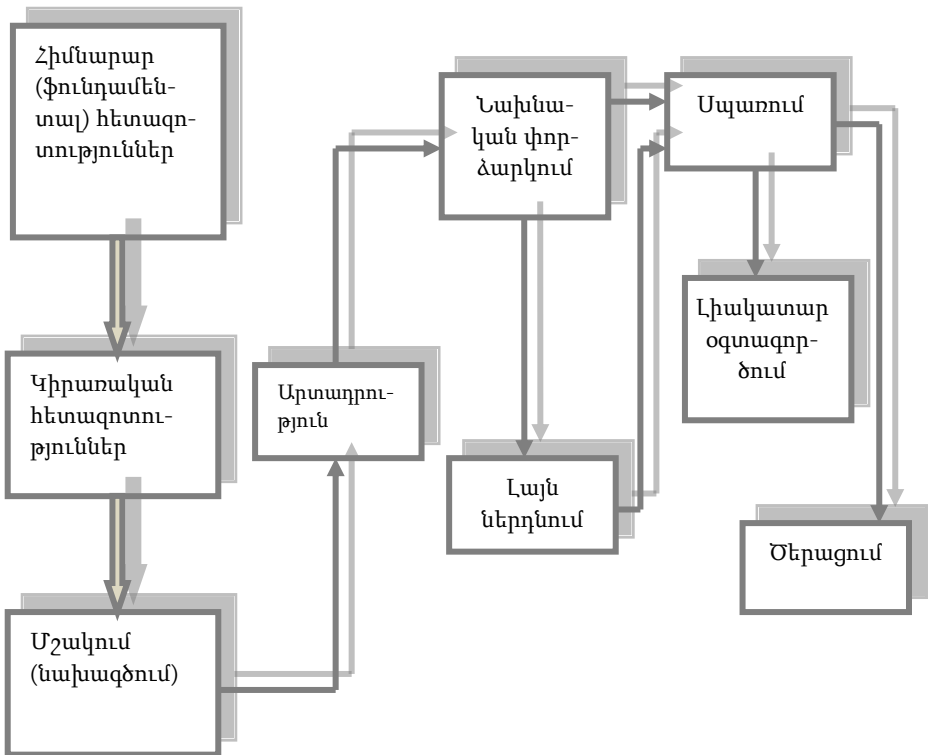 Հիմնարար
(ֆունդամեն-
տալ) հետազո-
տություններ
Կիրառական
հետազոտու-
թյուններ
Մշակում
(նախագծում)
Արտադրու-
թյուն
Նախնա-
կան փոր-
ձարկում
Լայն
ներդնում
Սպառում
Լիակատար
օգտագոր-
ծում
Ծերացում